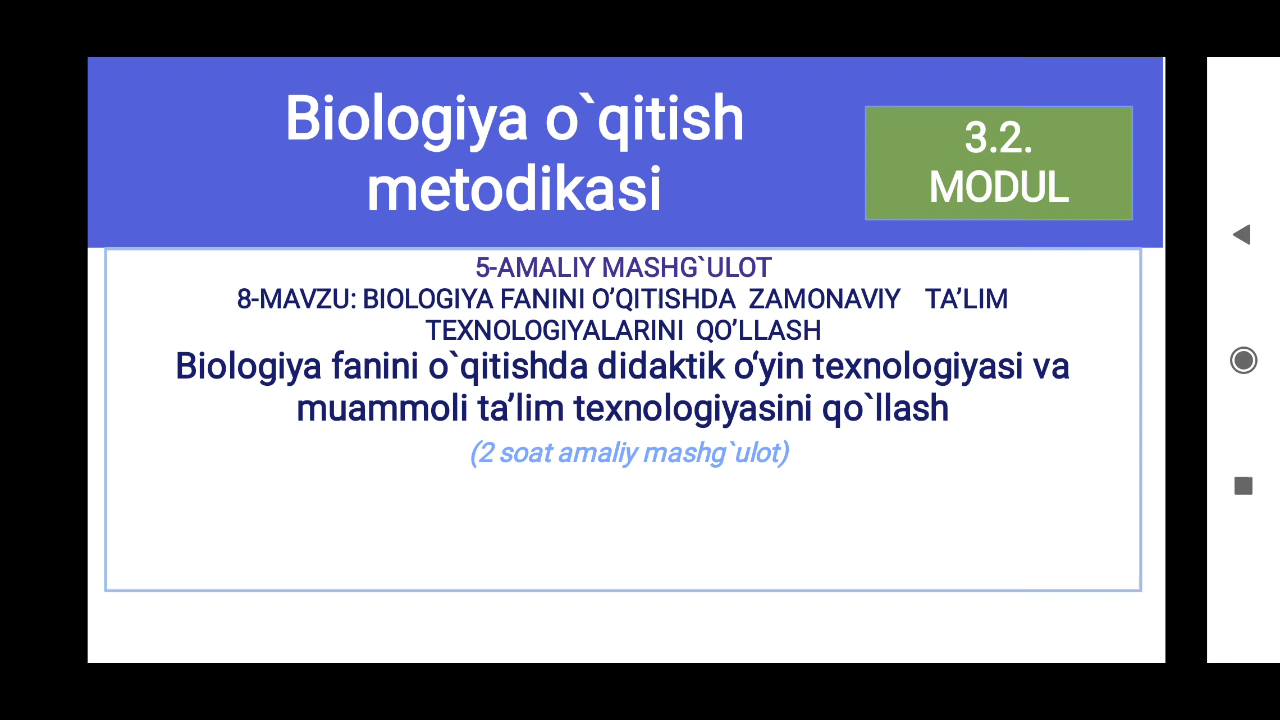 Biologiya o`qitish
metodikasi
3.2.
MODUL
5-AMALIY MASHG`ULOT
8-MAVZU: BIOLOGIYA FANINI O’QITISHDA ZAMONAVIY TA’LIM
TEXNOLOGIYALARINI QO’LLASH
Biologiya fanini o`qitishda didaktik o‘yin texnologiyasi va
muammoli ta’lim texnologiyasini qo`llash
(2 soat amaliy mashg`ulot)